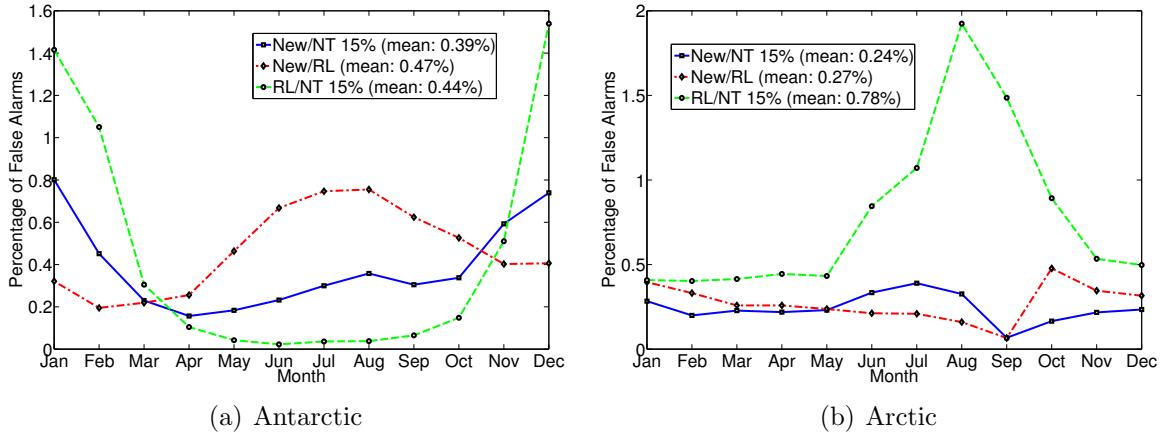 1.6
1.4
1.2
1
0.8
0.6
0.4
0.2
0
Percentage of False Alarms
New/NT 15% (mean: 0.39%)
New/RL (mean: 0.47%)
RL/NT 15% (mean: 0.44%)
Jan Feb Mar Apr May Jun Jul Aug Sep Oct Nov Dec
Month
(a) Antarctic
2
1.5
1
0.5
0
Percentage of False Alarms
New/NT 15% (mean: 0.24%)
New/RL (mean: 0.27%)
RL/NT 15% (mean: 0.78%)
Jan Feb Mar Apr May Jun Jul Aug Sep Oct Nov Dec
Month
(b) Arctic